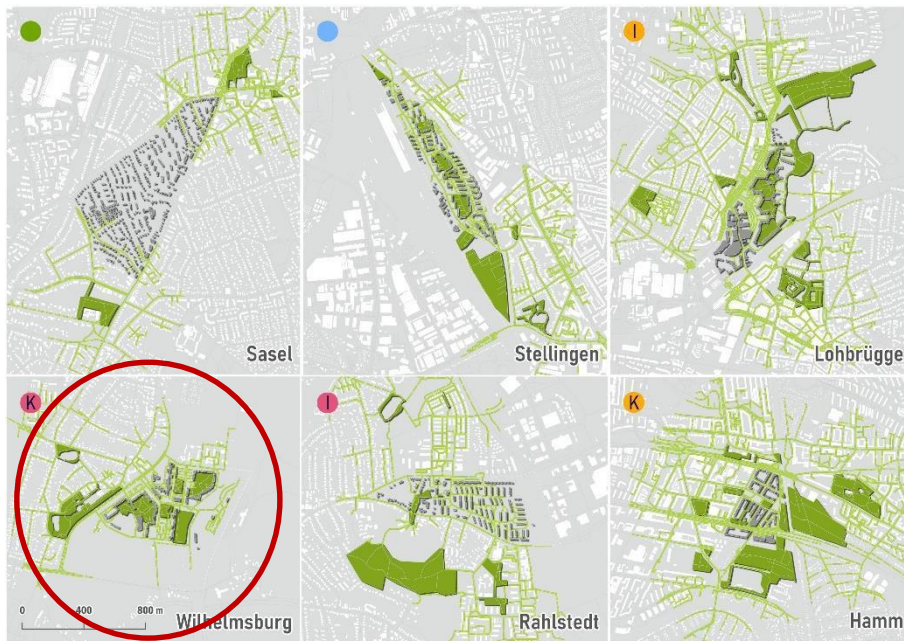 I
Sasel
Stellingen
Lohbrügge
K
I
K
0 400 800 m
Wilhelmsburg
Rahlstedt
Hamm